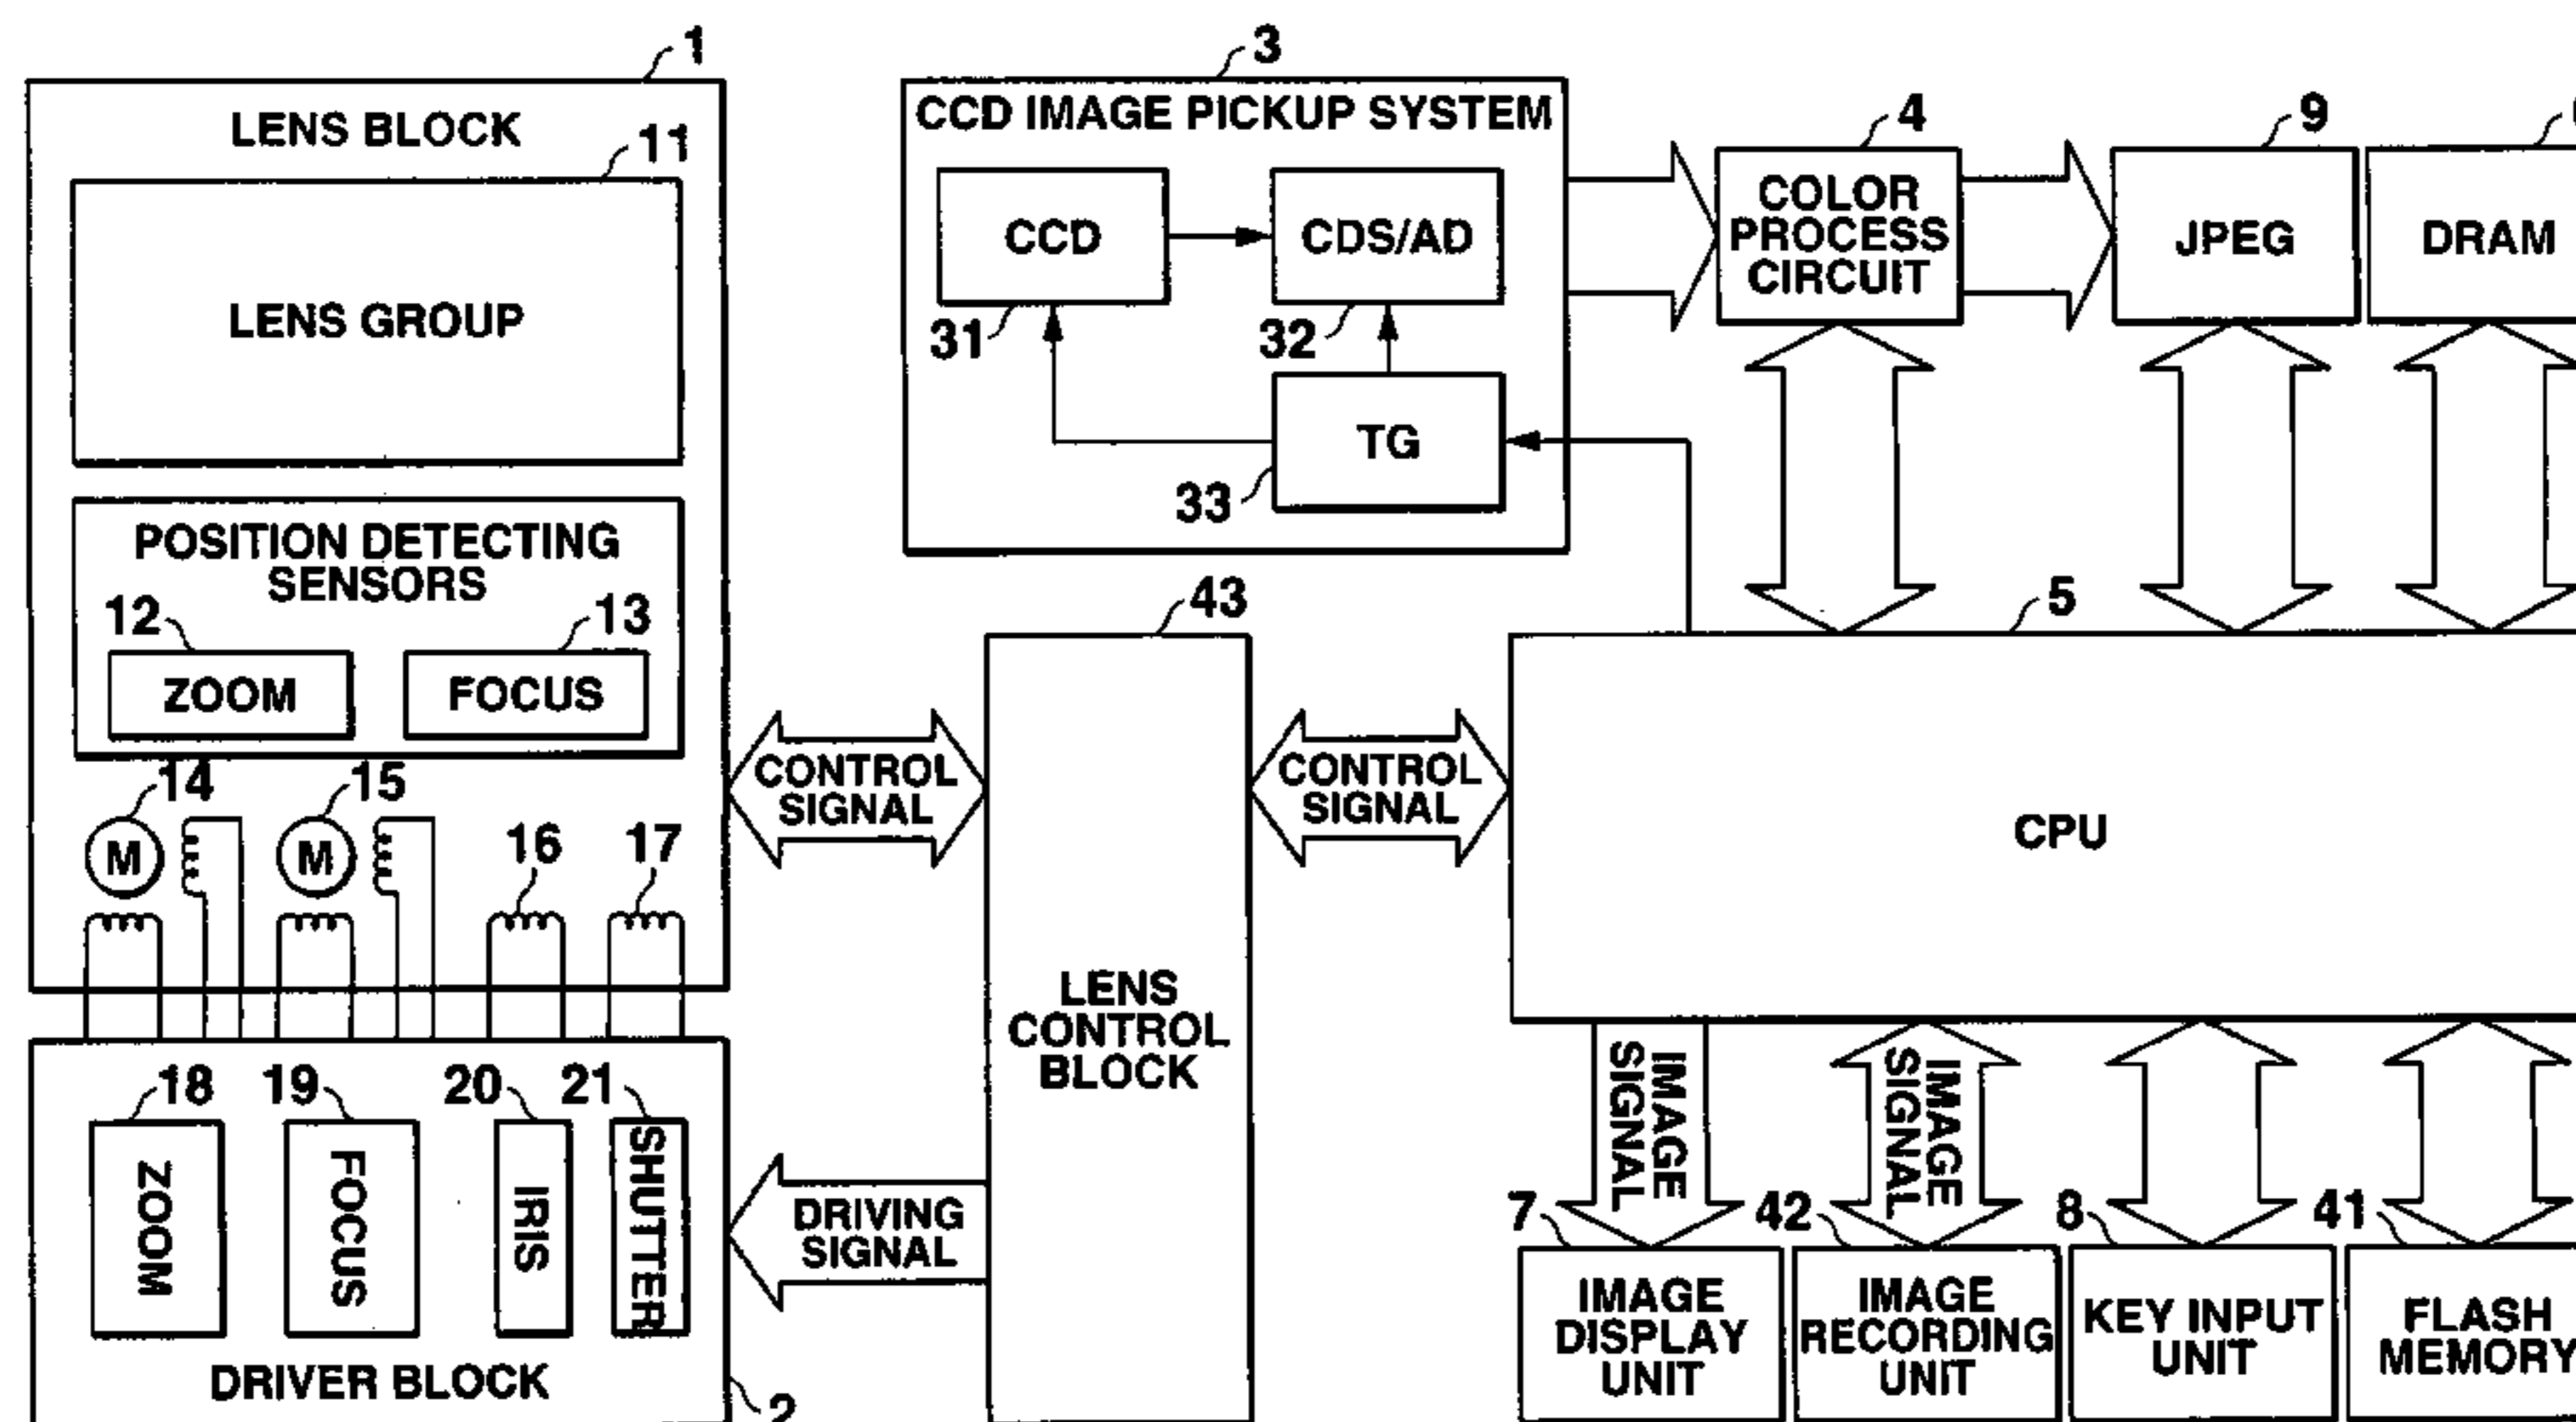 1
LENS BLOCK
11
LENS GROUP
POSITION DETECTING
SENSORS
12
13
ZOOM
FOCUS
14
15
M
M
16
17
18
19
20
21
ZOOM
FOCUS
IRIS
SHUTTER
DRIVER BLOCK
2
3
CCD IMAGE PICKUP SYSTEM
CCD
CDS/AD
31
32
TG
33
4
COLOR
PROCESS
CIRCUIT
9
JPEG
DRAM
43
CONTROL
SIGNAL
LENS
CONTROL
BLOCK
CONTROL
SIGNAL
DRIVING
SIGNAL
5
CPU
IMAGE
SIGNAL
IMAGE
SIGNAL
7
42
8
41
IMAGE
DISPLAY
UNIT
IMAGE
RECORDING
UNIT
KEY INPUT
UNIT
FLASH
MEMORY